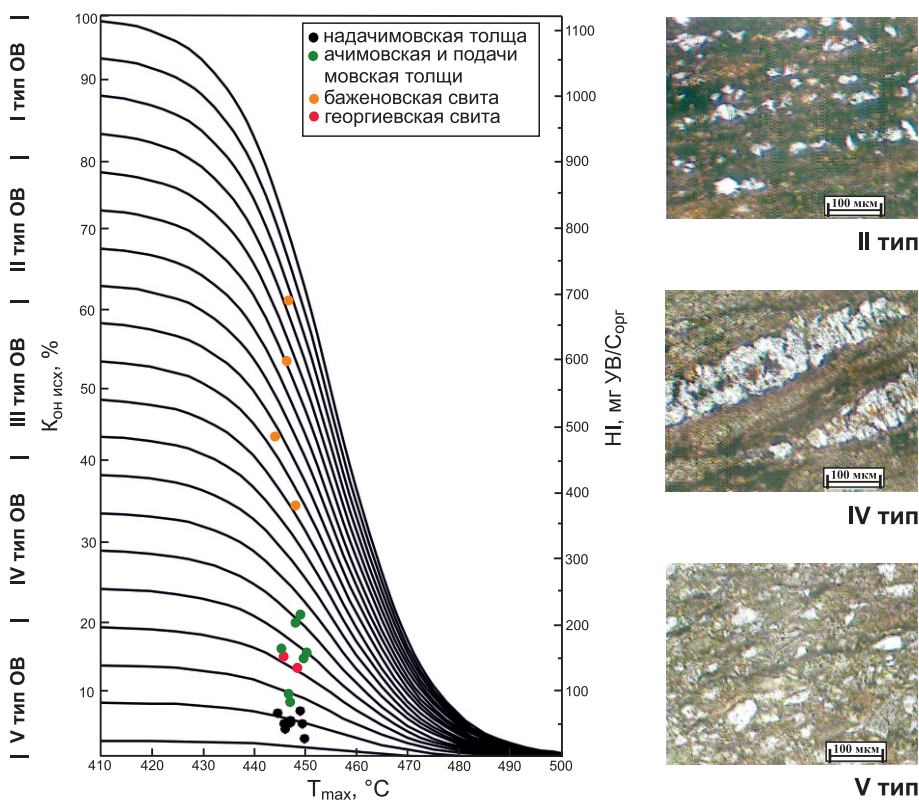 I тип ОВ
II тип ОВ
III тип ОВ
IV тип ОВ
V тип ОВ
Кон исх, %
100
90
80
70
60
50
40
30
20
10
надачимовская толща
ачимовская и подачи
мовская толщи
баженовская свита
георгиевская свита
1100
1000
900
800
700
600
500
400
300
200
100
HI, мг УВ/Сорг
410 420 430 440 450 460 470 480 490 500
Tmax, °C
100 мкм
II тип
100 мкм
IV тип
100 мкм
V тип